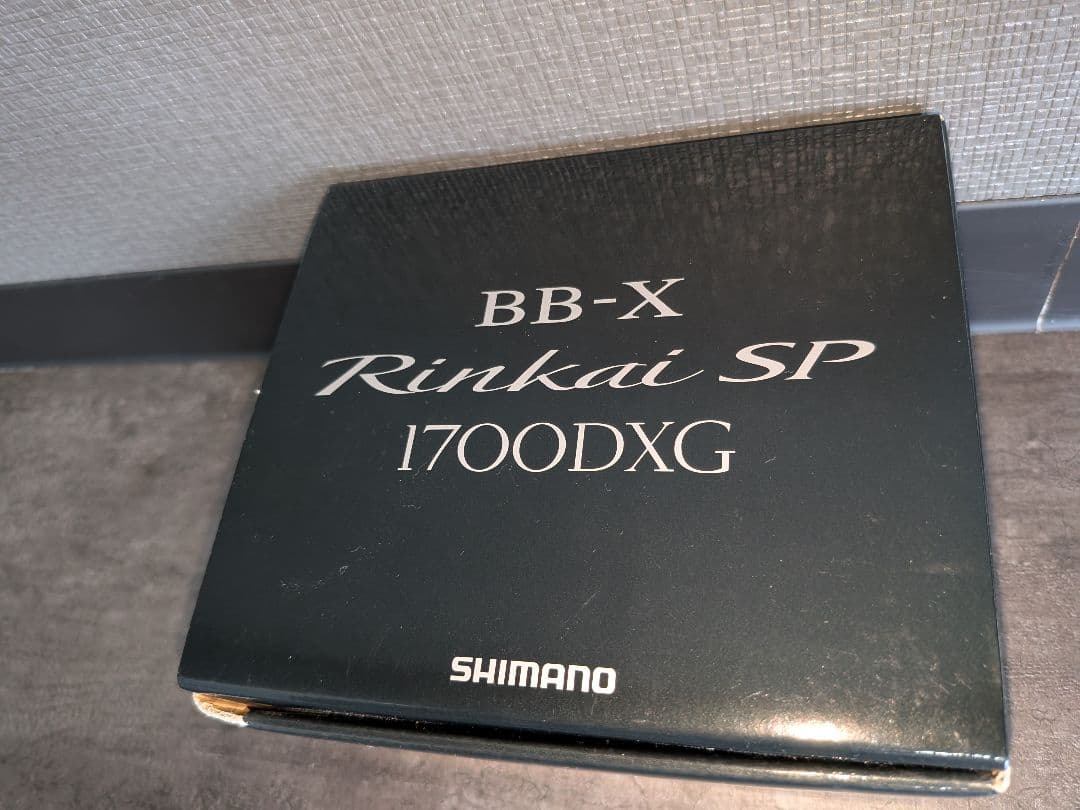 BB-X
Rinkai SP
1700DXG
SHIMANO